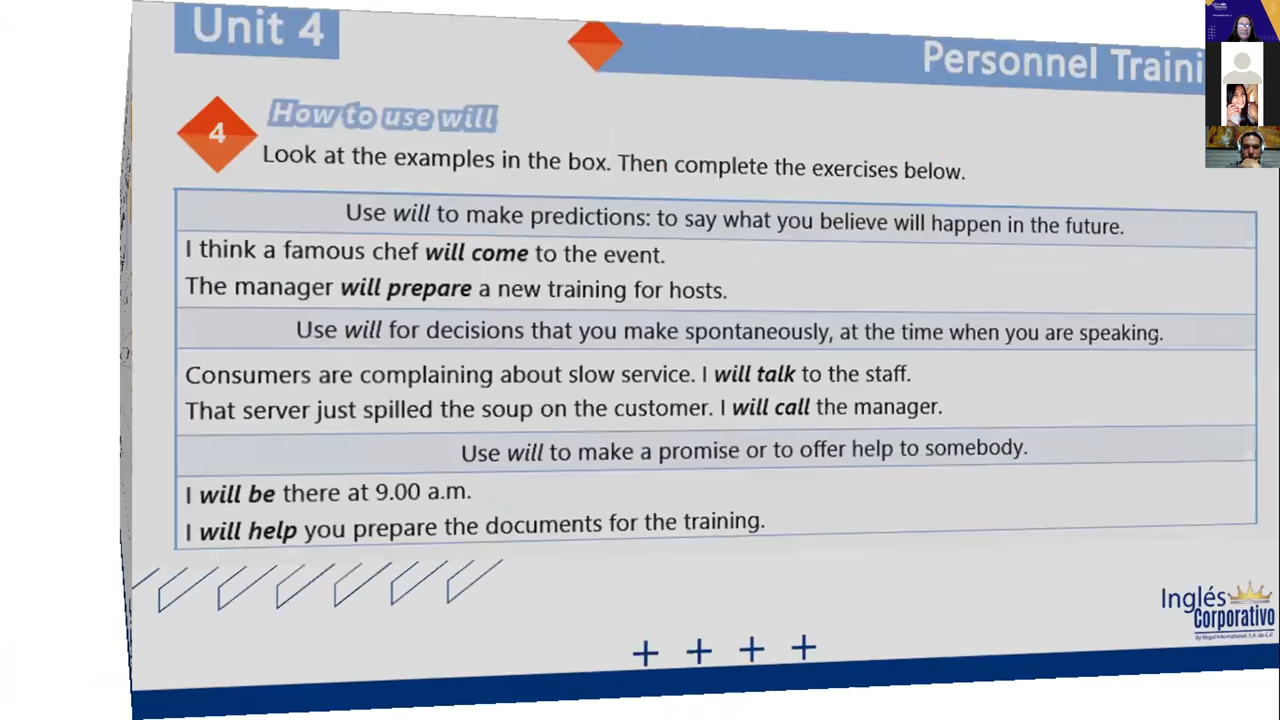 Unit 4
Personnel Traini
4
How to use will
Look at the examples in the box. Then complete the exercises below.
Use will to make predictions: to say what you believe will happen in the future.
I think a famous chef will come to the event.
The manager will prepare a new training for hosts.
Use will for decisions that you make spontaneously, at the time when you are speaking.
Consumers are complaining about slow service. I will talk to the staff.
That server just spilled the soup on the customer. I will call the manager.
Use will to make a promise or to offer help to somebody.
I will be there at 9.00 a.m.
I will help you prepare the documents for the training.
Inglés
Corporativo